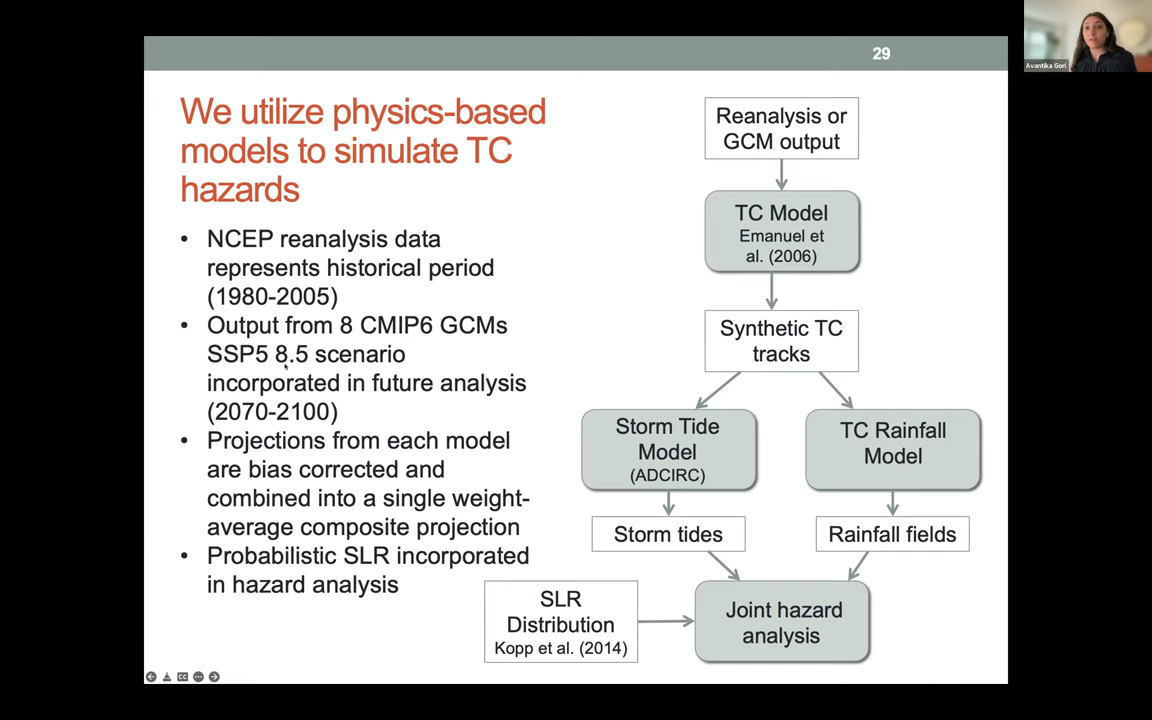 Avantika Gori
29
We utilize physics-based
models to simulate TC
hazards
• NCEP reanalysis data
represents historical period
(1980-2005)
• Output from 8 CMIP6 GCMs
SSP5 8.5 scenario
incorporated in future analysis
(2070-2100)
• Projections from each model
are bias corrected and
combined into a single weight-
average composite projection
• Probabilistic SLR incorporated
in hazard analysis
Reanalysis or
GCM output
TC Model
Emanuel et
al. (2006)
Synthetic TC
tracks
Storm Tide
Model
(ADCIRC)
TC Rainfall
Model
Storm tides
Rainfall fields
SLR
Distribution
Kopp et al. (2014)
Joint hazard
analysis